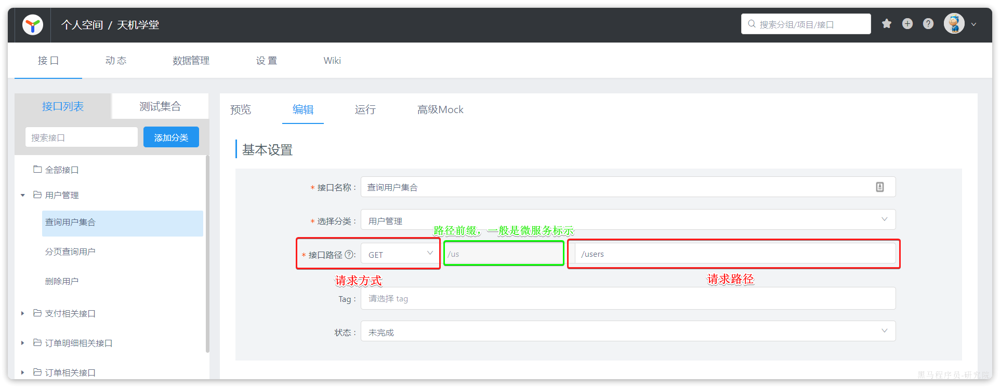 个人空间 / 天机学堂
搜索分组/项目/接口
接 口
动 态
数据管理
设 置
Wiki
接口列表
测试集合
搜索接口
添加分类
全部接口
用户管理
查询用户集合
分页查询用户
删除用户
支付相关接口
订单明细相关接口
订单相关接口
预览
编辑
运行
高级Mock
基本设置
* 接口名称 :
查询用户集合
* 选择分类 :
用户管理
路径前缀，一般是微服务标示
* 接口路径 ? :
GET
/us
/users
请求方式
请求路径
Tag :
请选择 tag
状态 :
未完成
黑马程序员-研究院